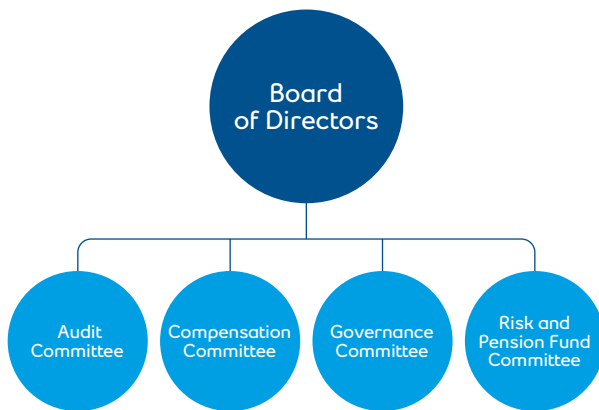 Board
of Directors
Audit
Committee
Compensation
Committee
Governance
Committee
Risk and
Pension Fund
Committee